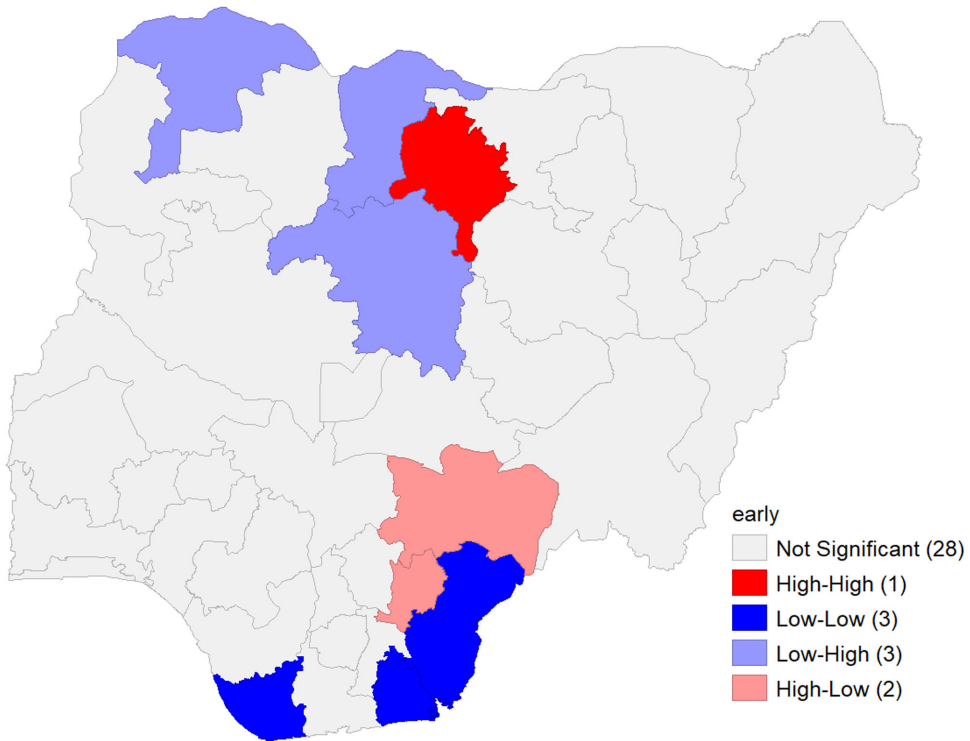 early
Not Significant (28)
High-High (1)
Low-Low (3)
Low-High (3)
High-Low (2)